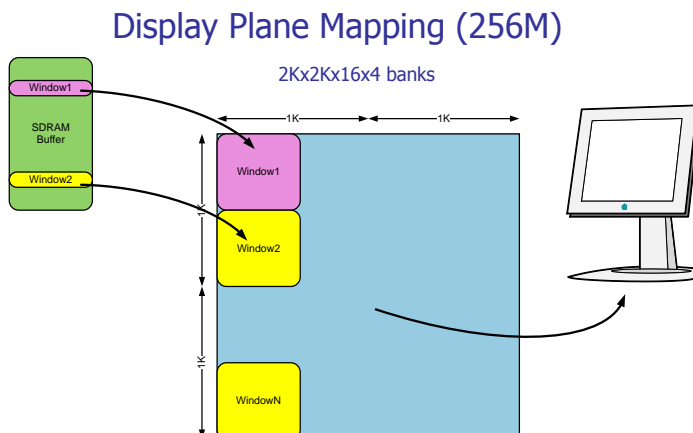 Display Plane Mapping (256M)
2Kx2Kx16x4 banks
Window1
SDRAM
Buffer
Window2
1K
1K
Window1
1K
Window2
1K
WindowN